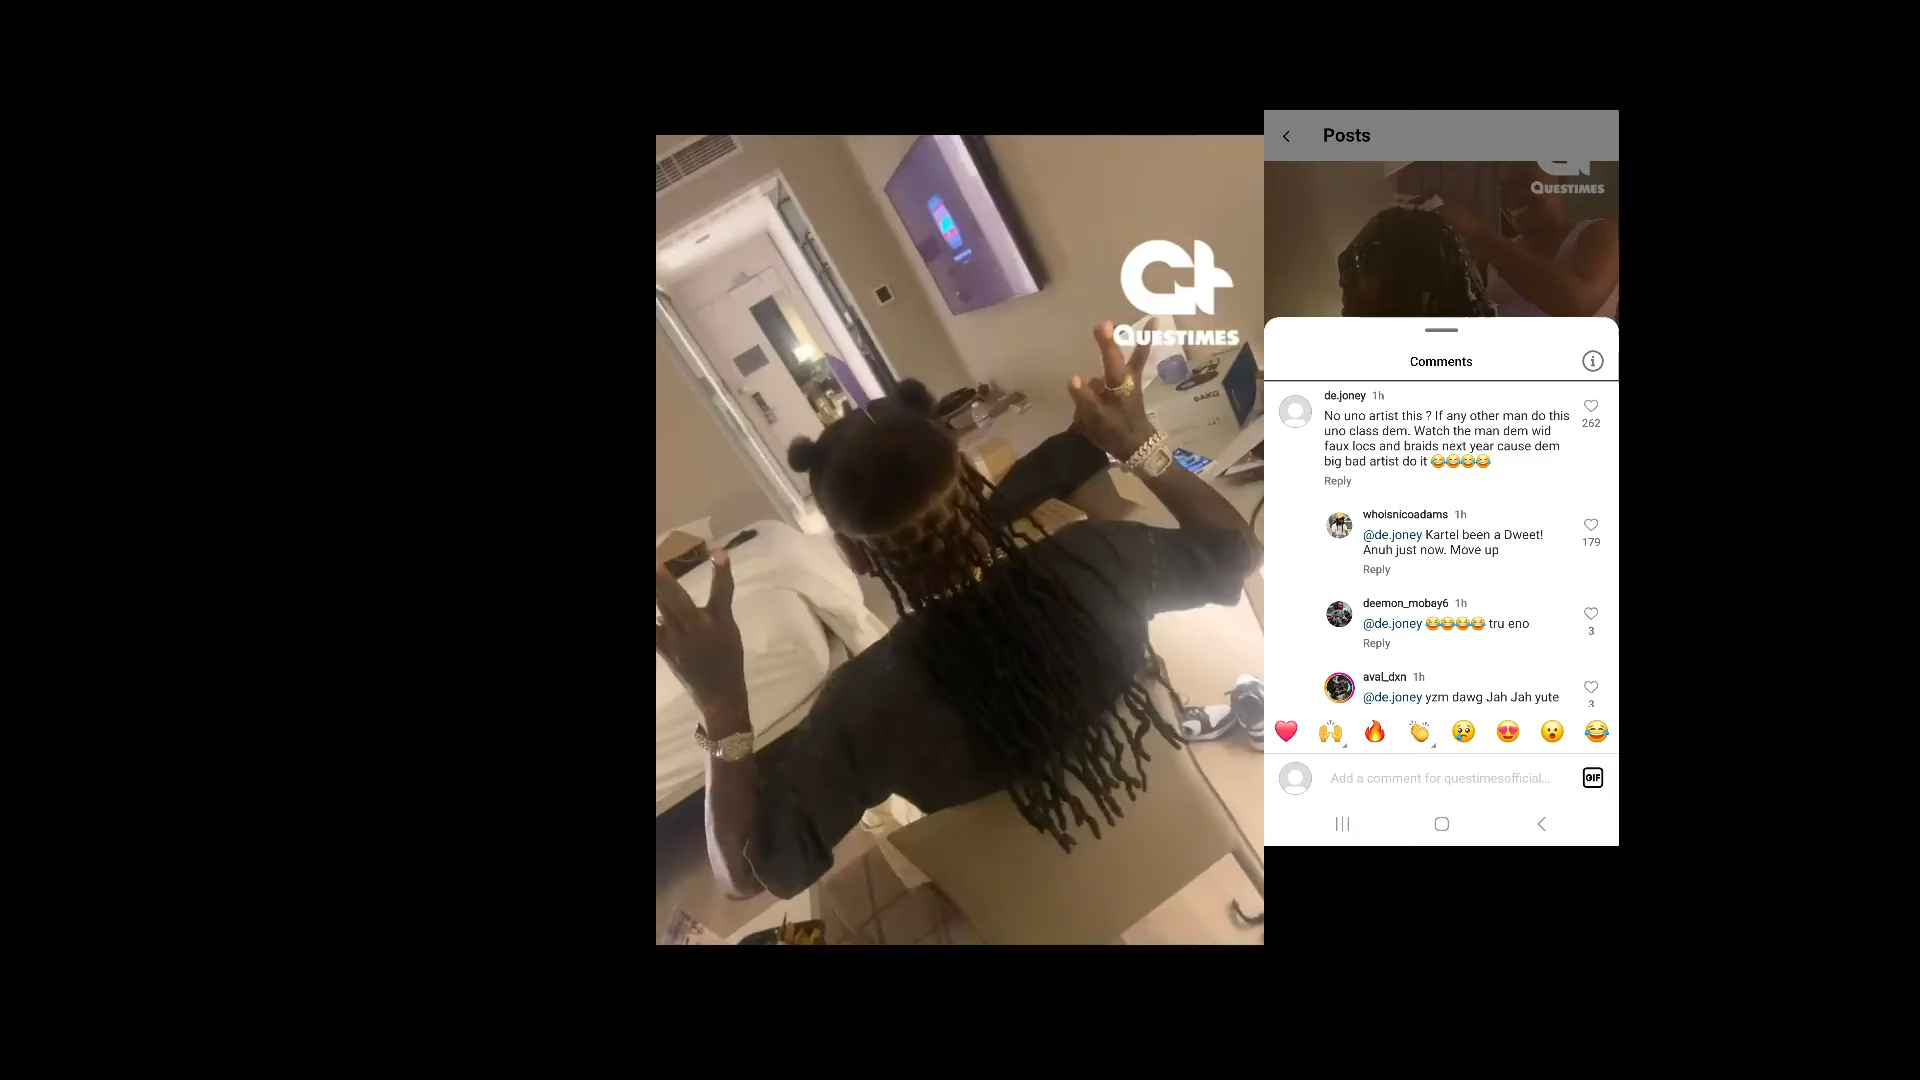 QUESTIMES
AKG
Posts
QUESTIMES
Comments
de.joney 1h
No uno artist this ? If any other man do this
uno class dem. Watch the man dem wid
faux locs and braids next year cause dem
big bad artist do it 😂😂😂😂
262
Reply
whoisnicoadams 1h
@de.joney Kartel been a Dweet!
Anuh just now. Move up
179
Reply
deemon_mobay6 1h
@de.joney 😂😂😂😂 tru eno
3
Reply
aval_dxn 1h
@de.joney yzm dawg Jah Jah yute
3
Add a comment for questimesofficial...
GIF